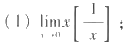 (1) lim x→0 x[1/x];